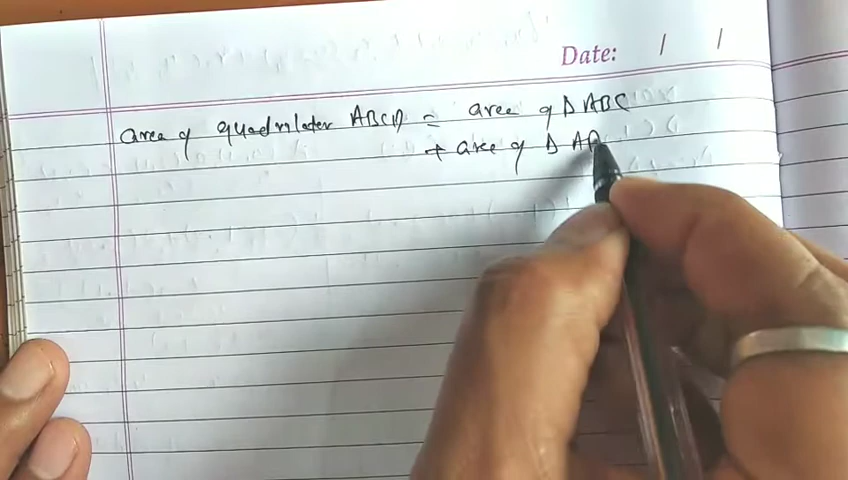 Date: / /
area of quadrilater ABCD = area of Δ ABC
+ area of Δ AD